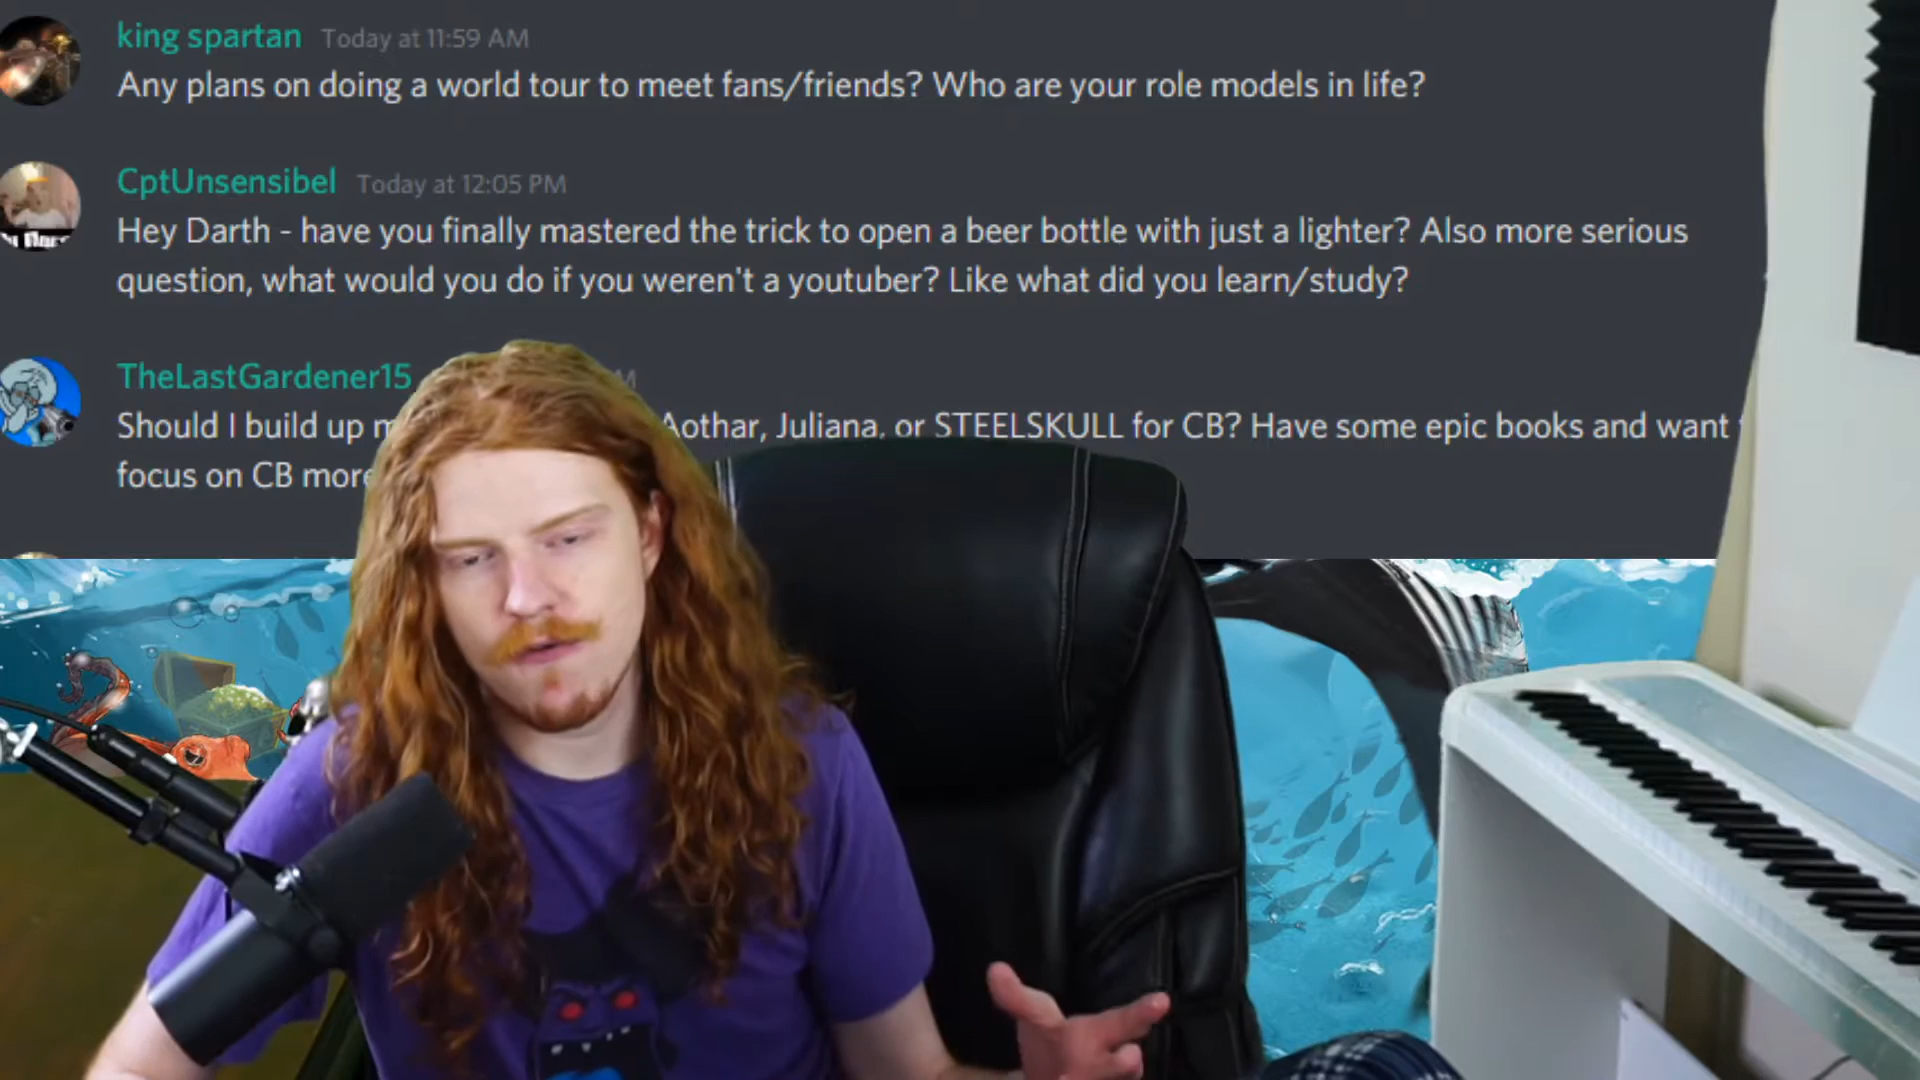 king spartan Today at 11:59 AM
Any plans on doing a world tour to meet fans/friends? Who are your role models in life?
CptUnsensibel Today at 12:05 PM
Hey Darth - have you finally mastered the trick to open a beer bottle with just a lighter? Also more serious
question, what would you do if you weren't a youtuber? Like what did you learn/study?
TheLastGardener15
Should I build up Aothar, Juliana, or STEELSKULL for CB? Have some epic books and want
focus on CB more